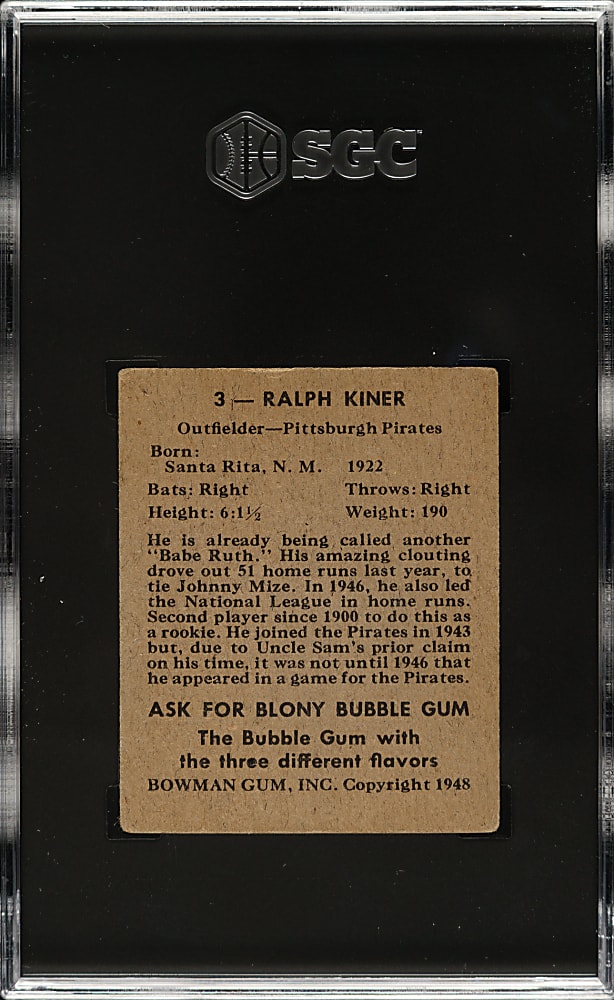 SGC
3 — RALPH KINER
Outfielder—Pittsburgh Pirates
Born:
Santa Rita, N. M. 1922
Bats: Right Throws: Right
Height: 6:1½ Weight: 190
He is already being called another
"Babe Ruth." His amazing clouting
drove out 51 home runs last year, to
tie Johnny Mize. In 1946, he also led
the National League in home runs.
Second player since 1900 to do this as
a rookie. He joined the Pirates in 1943
but, due to Uncle Sam's prior claim
on his time, it was not until 1946 that
he appeared in a game for the Pirates.
ASK FOR BLONY BUBBLE GUM
The Bubble Gum with
the three different flavors
BOWMAN GUM, INC. Copyright 1948